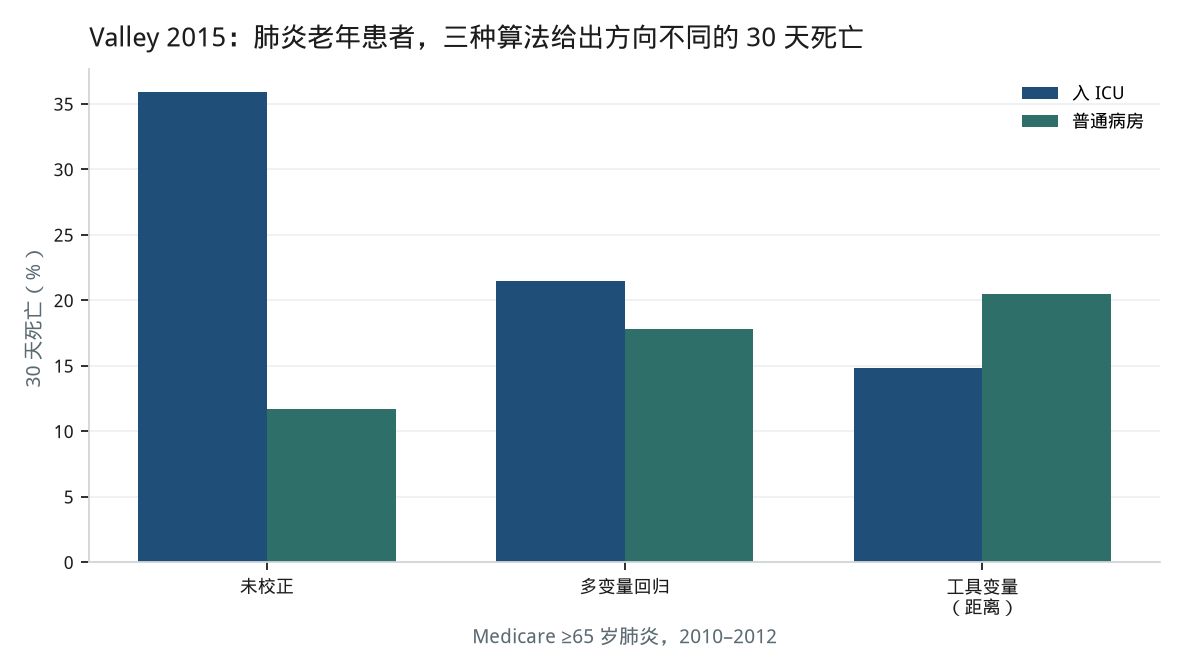 Valley 2015：肺炎老年患者，三种算法给出方向不同的 30 天死亡
入 ICU
普通病房
30 天死亡（%）
35
30
25
20
15
10
5
0
未校正
多变量回归
工具变量
（距离）
Medicare ≥65 岁肺炎，2010–2012